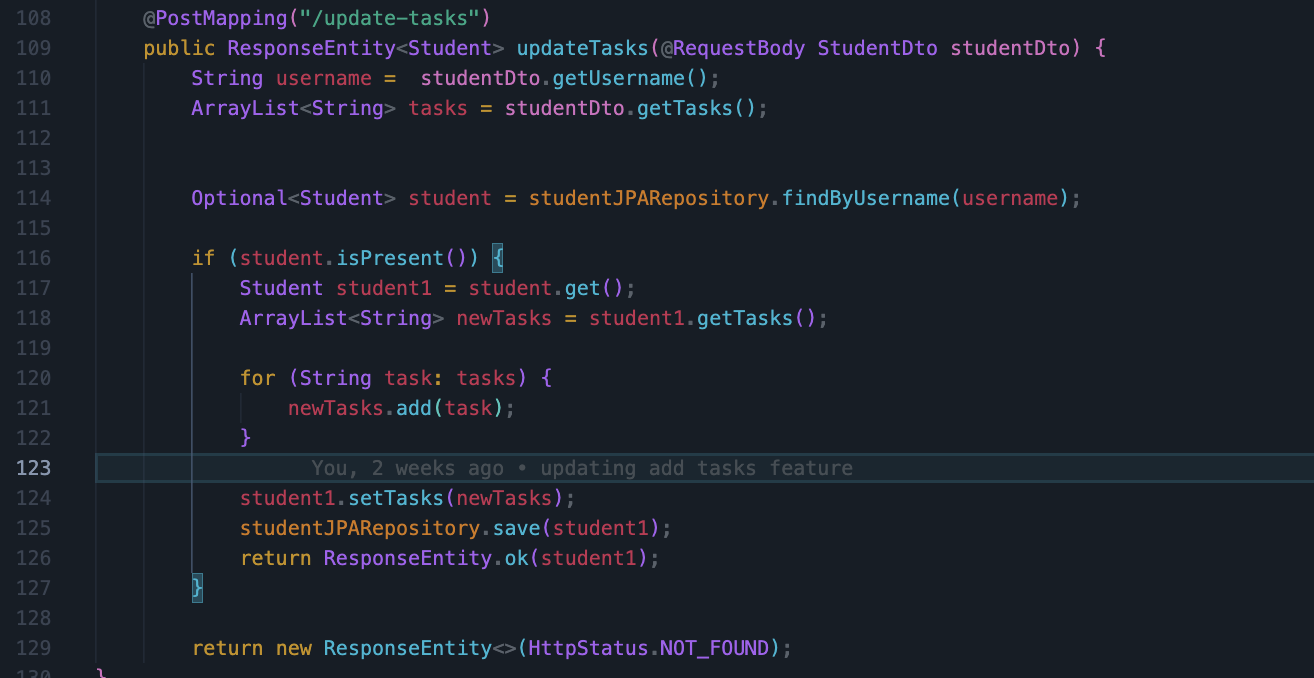 108 @PostMapping("/update-tasks")
109 public ResponseEntity<Student> updateTasks(@RequestBody StudentDto studentDto) {
110 String username =  studentDto.getUsername();
111 ArrayList<String> tasks = studentDto.getTasks();
112
113
114 Optional<Student> student = studentJPARepository.findByUsername(username);
115
116 if (student.isPresent()) {
117 Student student1 = student.get();
118 ArrayList<String> newTasks = student1.getTasks();
119
120 for (String task: tasks) {
121 newTasks.add(task);
122 }
123 You, 2 weeks ago • updating add tasks feature
124 student1.setTasks(newTasks);
125 studentJPARepository.save(student1);
126 return ResponseEntity.ok(student1);
127 }
128
129 return new ResponseEntity<>(HttpStatus.NOT_FOUND);
130 }